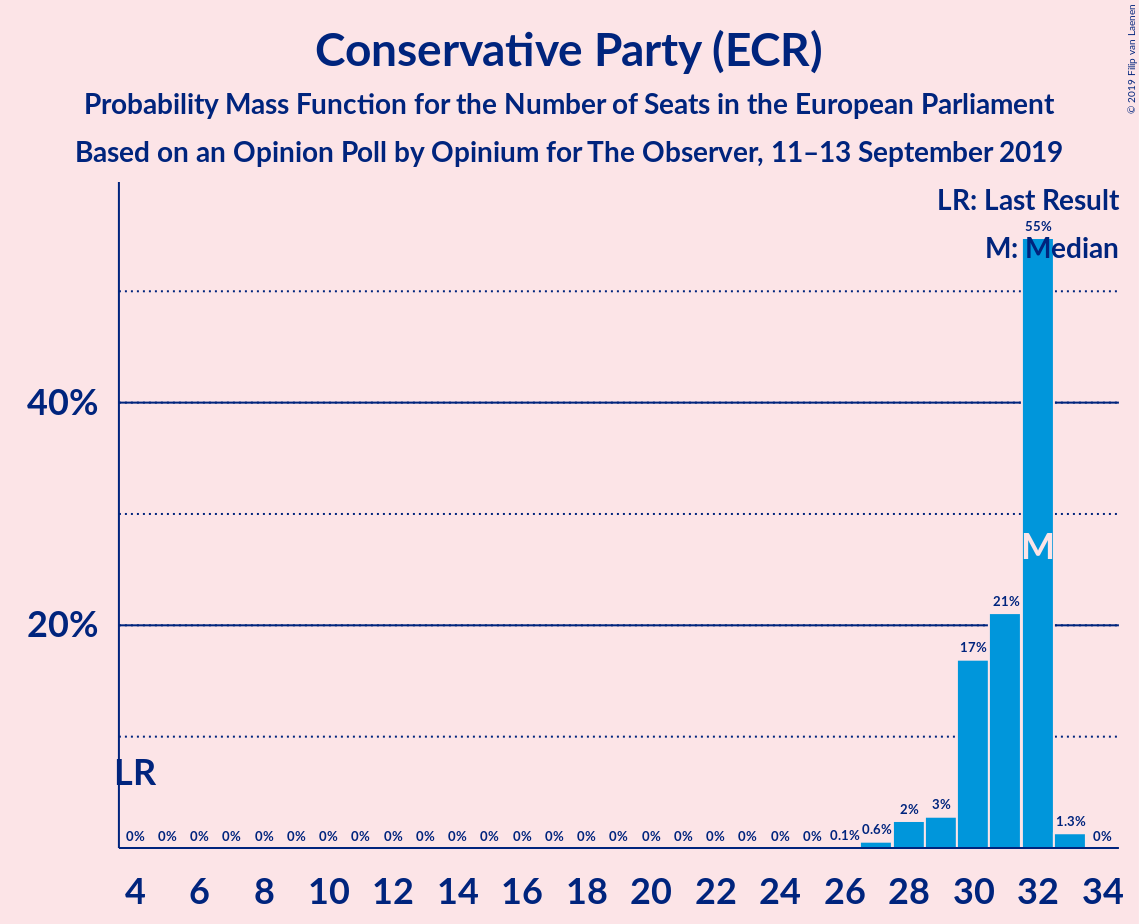 Conservative Party (ECR)
Probability Mass Function for the Number of Seats in the European Parliament
Based on an Opinion Poll by Opinium for The Observer, 11–13 September 2019
© 2019 Filip van Laenen
LR: Last Result
M: Median
55%
40%
M
21%
20%
17%
LR
0% 0% 0% 0% 0% 0% 0% 0% 0% 0% 0% 0% 0% 0% 0% 0% 0% 0% 0% 0% 0% 0% 0.1% 0.6% 2% 3% 1.3% 0%
4 6 8 10 12 14 16 18 20 22 24 26 28 30 32 34